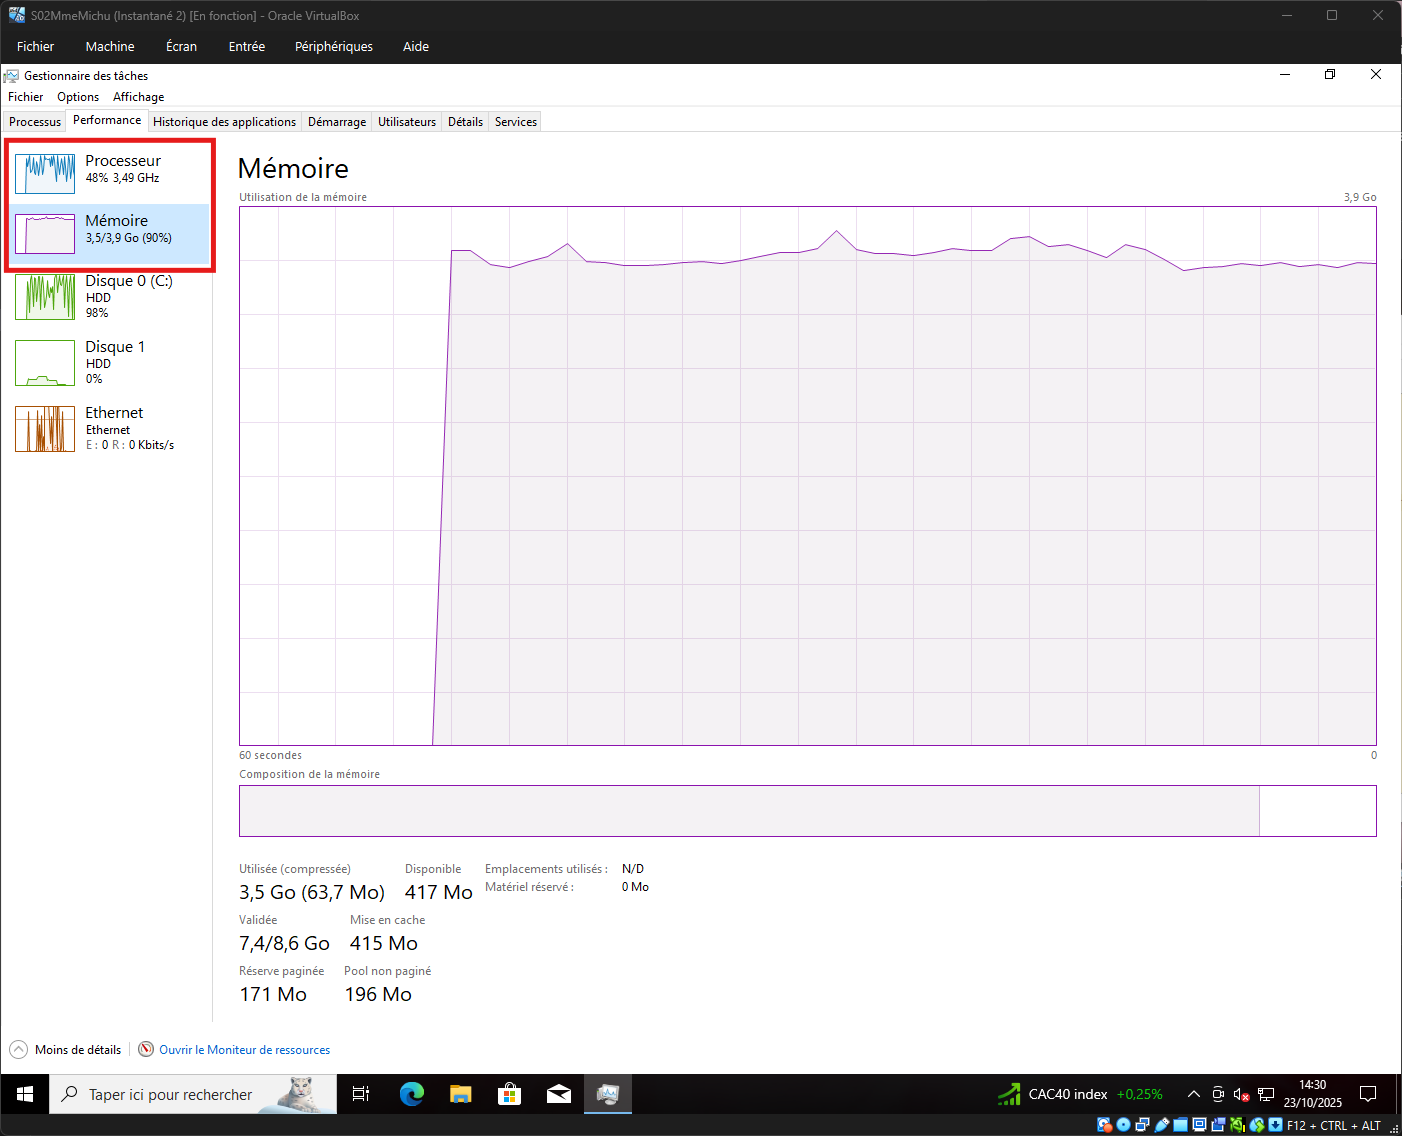 S02MmeMichu (Instantané 2) [En fonction] - Oracle VirtualBox
Fichier Machine Écran Entrée Périphériques Aide
Gestionnaire des tâches
Fichier Options Affichage
Processus Performance Historique des applications Démarrage Utilisateurs Détails Services
Processeur
48% 3,49 GHz
Mémoire
3,5/3,9 Go (90%)
Disque 0 (C:)
HDD
98%
Disque 1
HDD
0%
Ethernet
Ethernet
E : 0 R : 0 Kbits/s
Mémoire
Utilisation de la mémoire 3,9 Go
60 secondes 0
Composition de la mémoire
Utilisée (compressée) Disponible Emplacements utilisés : N/D
3,5 Go (63,7 Mo) 417 Mo Matériel réservé : 0 Mo
Validée Mise en cache
7,4/8,6 Go 415 Mo
Réserve paginée Pool non paginé
171 Mo 196 Mo
Moins de détails Ouvrir le Moniteur de ressources
Taper ici pour rechercher CAC40 index +0,25% 14:30
23/10/2025
F12 + CTRL + ALT